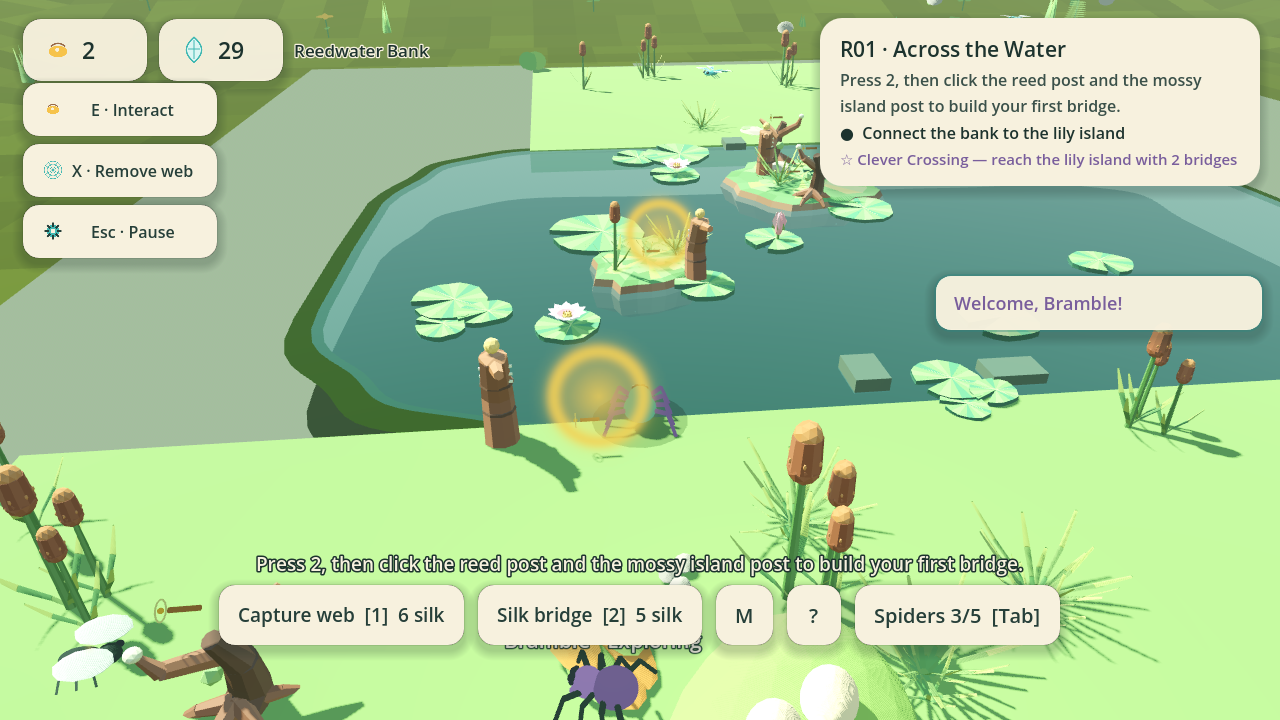 2
29
Reedwater Bank
E · Interact
X · Remove web
Esc · Pause
R01 · Across the Water
Press 2, then click the reed post and the mossy
island post to build your first bridge.
● Connect the bank to the lily island
☆ Clever Crossing — reach the lily island with 2 bridges
Welcome, Bramble!
Press 2, then click the reed post and the mossy island post to build your first bridge.
Capture web [1] 6 silk
Silk bridge [2] 5 silk
M
?
Spiders 3/5 [Tab]
Bramble · Exploring